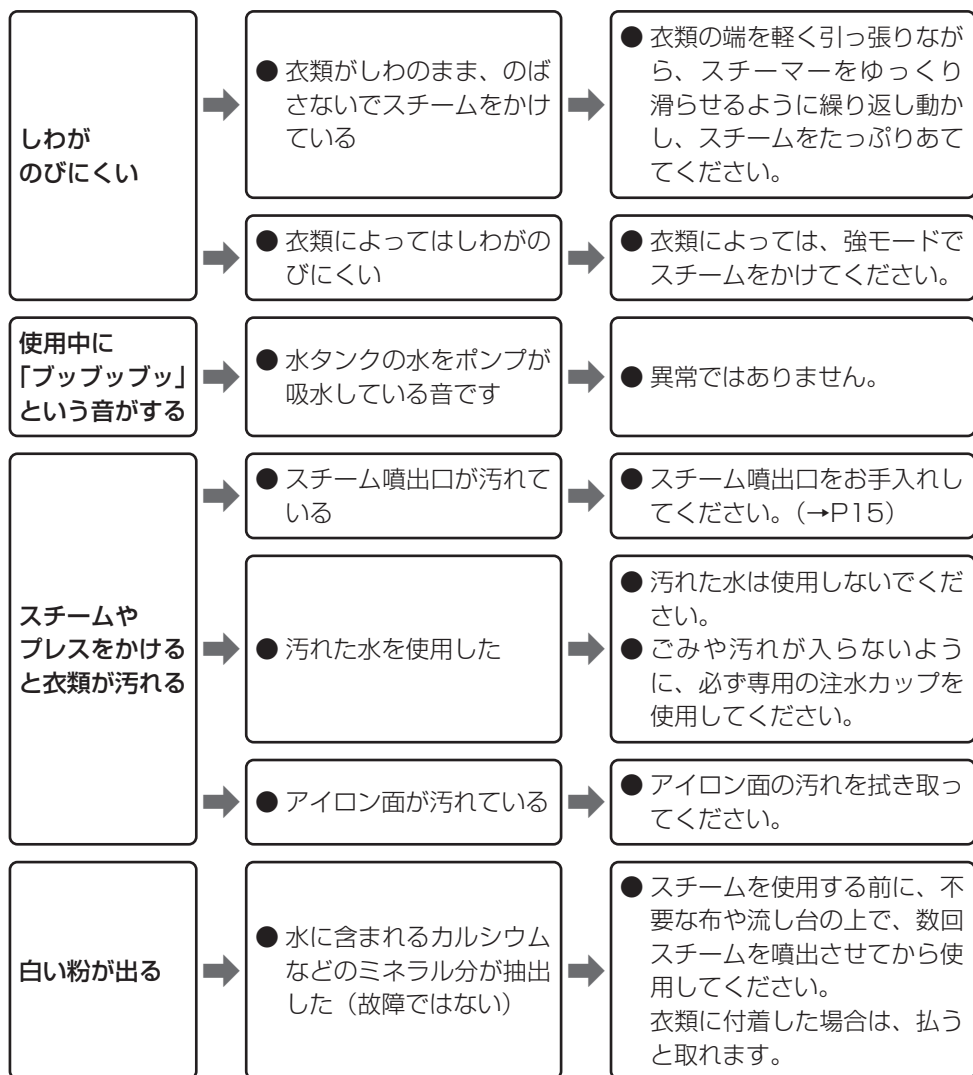 しわが
のびにくい
● 衣類がしわのまま、のば
さないでスチームをかけ
ている
● 衣類の端を軽く引っ張りなが
ら、スチーマーをゆっくり
滑らせるように繰り返し動か
し、スチームをたっぷりあて
てください。
● 衣類によってはしわがの
びにくい
● 衣類によっては、強モードで
スチームをかけてください。
使用中に
「ブッブッブッ」
という音がする
● 水タンクの水をポンプが
吸水している音です
● 異常ではありません。
スチームや
プレスをかける
と衣類が汚れる
● スチーム噴出口が汚れて
いる
● スチーム噴出口をお手入れし
てください。(→P15)
● 汚れた水を使用した
● 汚れた水は使用しないでくだ
さい。
● ごみや汚れが入らないよう
に、必ず専用の注水カップを
使用してください。
● アイロン面が汚れている
● アイロン面の汚れを拭き取っ
てください。
白い粉が出る
● 水に含まれるカルシウム
などのミネラル分が抽出
した（故障ではない）
● スチームを使用する前に、不
要な布や流し台の上で、数回
スチームを噴出させてから使
用してください。
衣類に付着した場合は、払う
と取れます。